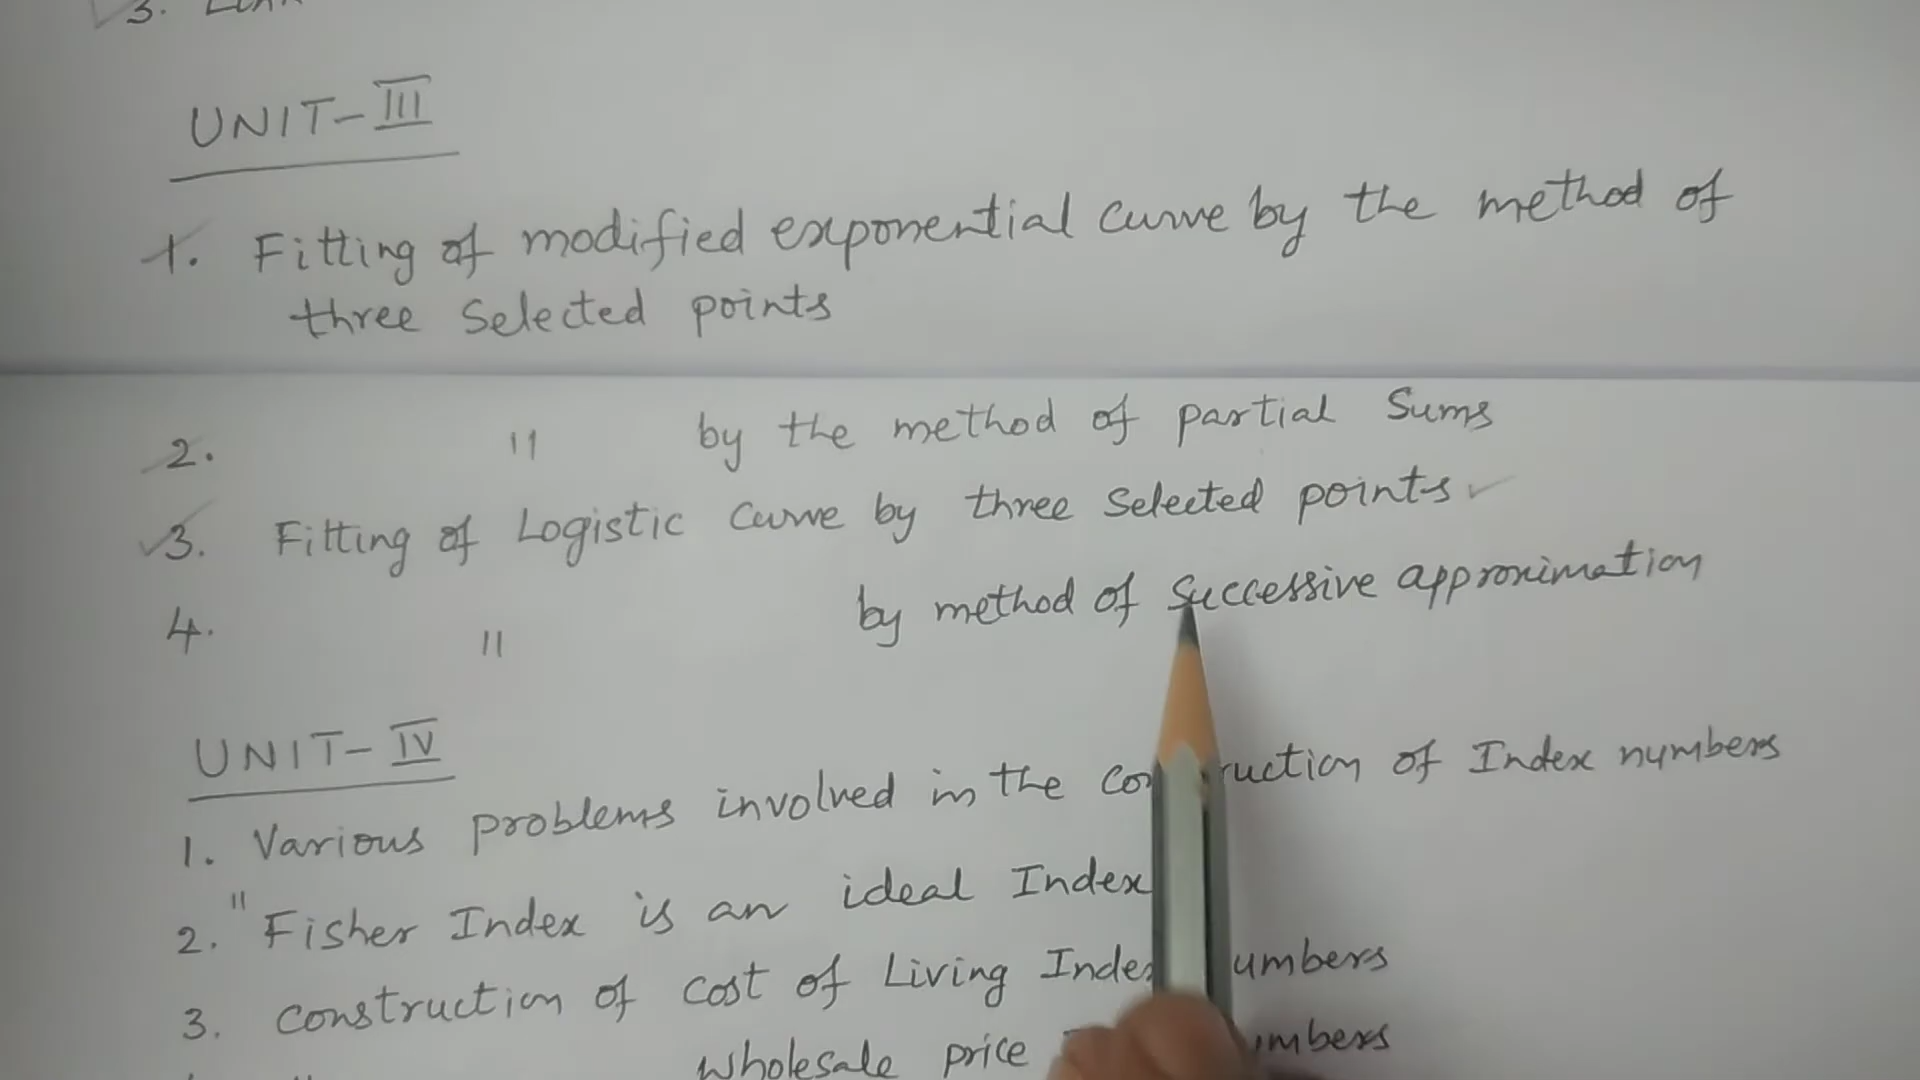 3.
UNIT-III
1. Fitting of modified exponential curve by the method of
three Selected points
2. " by the method of partial Sums
3. Fitting of Logistic curve by three Selected points
4. " by method of Successive approximation
UNIT-IV
1. Various problems involved in the ruction of Index numbers
2. "Fisher Index is an ideal Index
3. construction of cost of Living Index umbers
wholesale price umbers